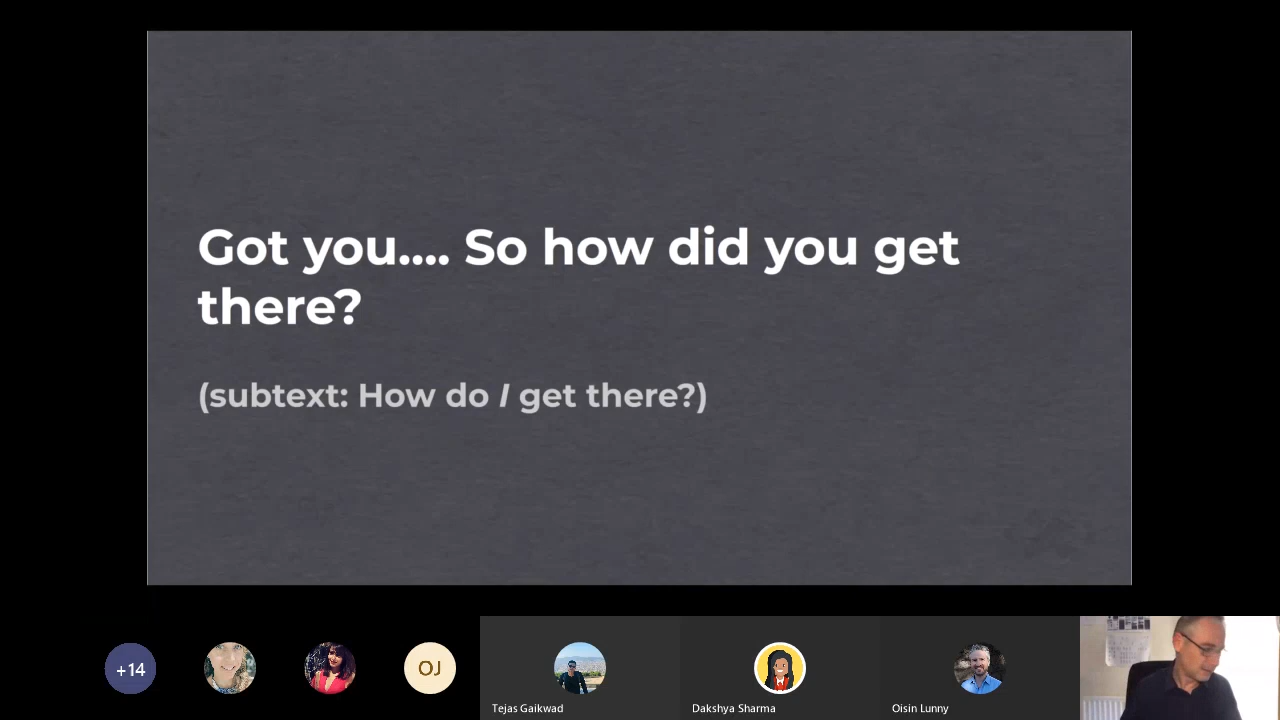 Got you.... So how did you get
there?
(subtext: How do I get there?)
+14
OJ
Tejas Gaikwad
Dakshya Sharma
Oisin Lunny